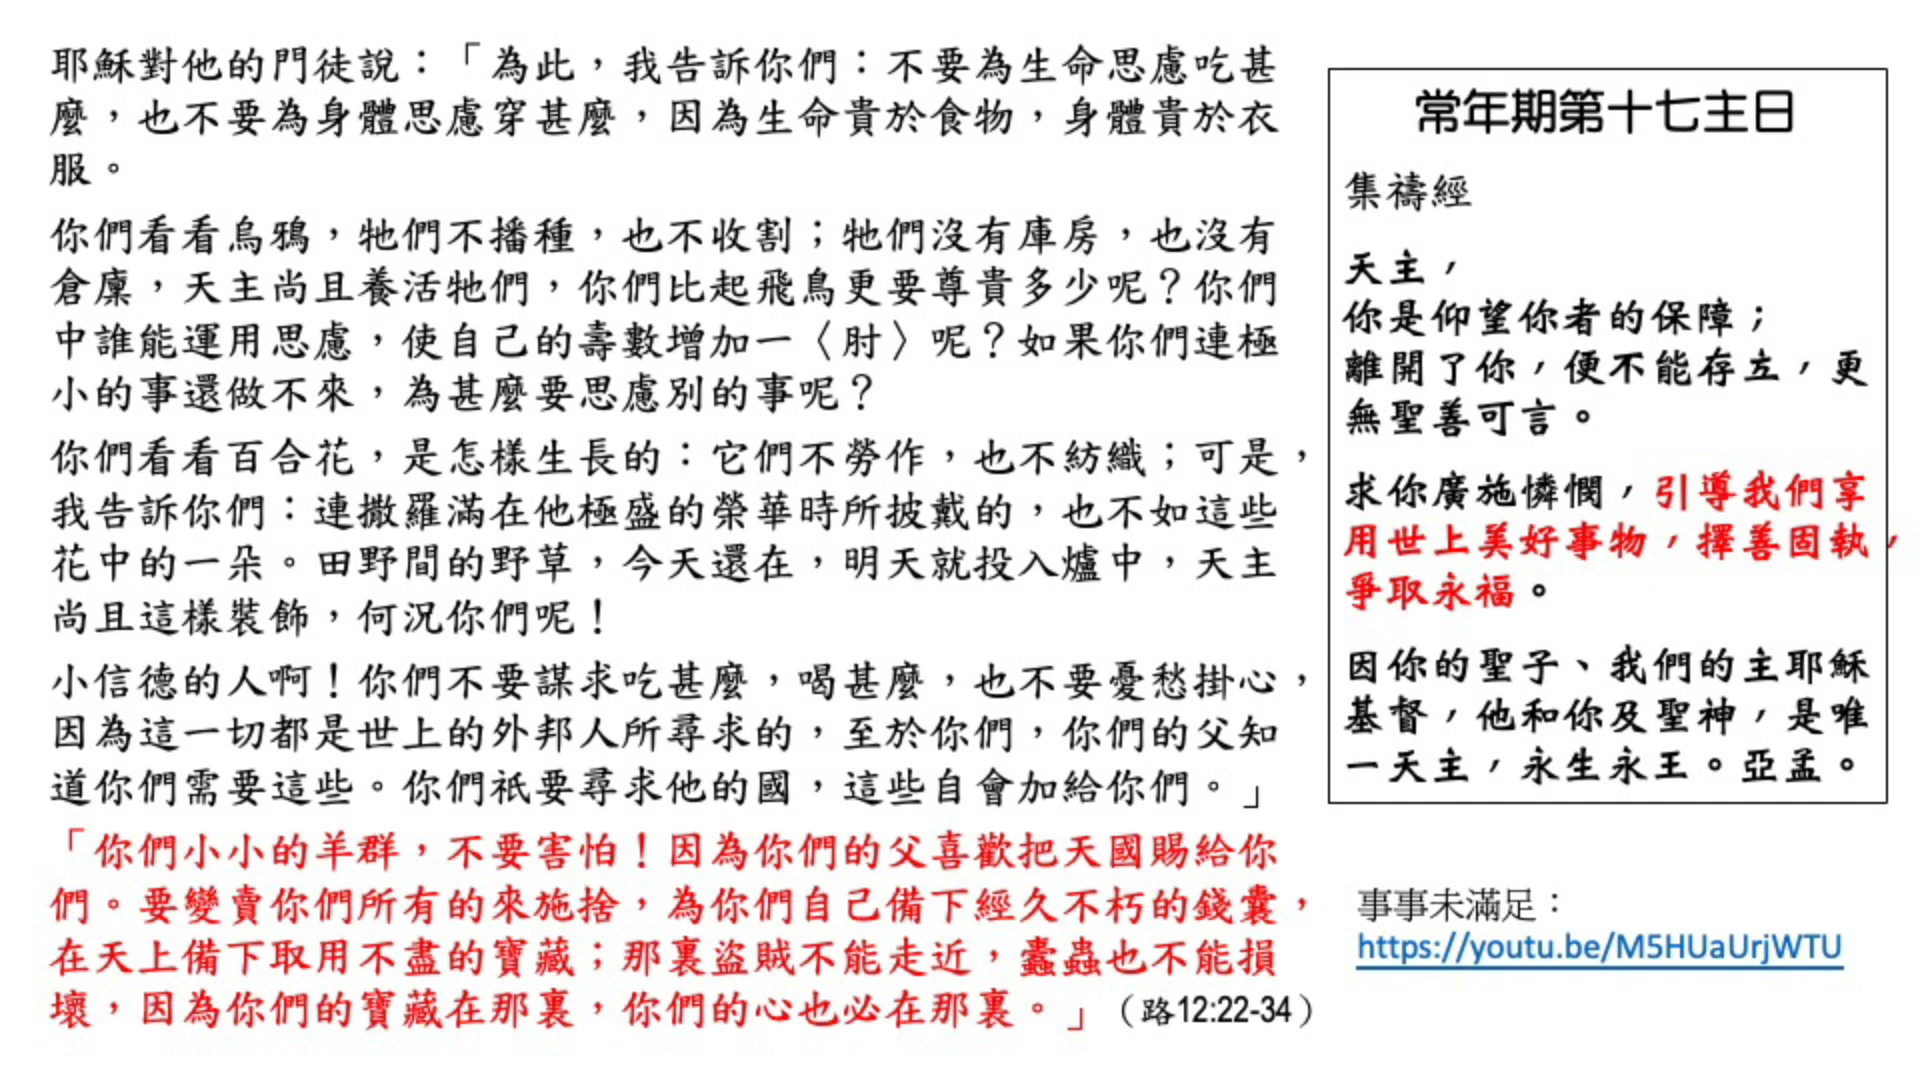 耶穌對他的門徒說：「為此，我告訴你們：不要為生命思慮吃甚
麼，也不要為身體思慮穿甚麼，因為生命貴於食物，身體貴於衣
服。
你們看看烏鴉，牠們不播種，也不收割；牠們沒有庫房，也沒有
倉廩，天主尚且養活牠們，你們比起飛鳥更要尊貴多少呢？你們
中誰能運用思慮，使自己的壽數增加一〈肘〉呢？如果你們連極
小的事還做不來，為甚麼要思慮別的事呢？
你們看看百合花，是怎樣生長的：它們不勞作，也不紡織；可是，
我告訴你們：連撒羅滿在他極盛的榮華時所披戴的，也不如這些
花中的一朵。田野間的野草，今天還在，明天就投入爐中，天主
尚且這樣裝飾，何況你們呢！
小信德的人啊！你們不要謀求吃甚麼，喝甚麼，也不要憂愁掛心，
因為這一切都是世上的外邦人所尋求的，至於你們，你們的父知
道你們需要這些。你們祇要尋求他的國，這些自會加給你們。」
「你們小小的羊群，不要害怕！因為你們的父喜歡把天國賜給你
們。要變賣你們所有的來施捨，為你們自己備下經久不朽的錢囊，
在天上備下取用不盡的寶藏；那裏盜賊不能走近，蠹蟲也不能損
壞，因為你們的寶藏在那裏，你們的心也必在那裏。」（路12:22-34）
常年期第十七主日
集禱經
天主，
你是仰望你者的保障；
離開了你，便不能存立，更
無聖善可言。
求你廣施憐憫，引導我們享
用世上美好事物，擇善固執，
爭取永福。
因你的聖子、我們的主耶穌
基督，他和你及聖神，是唯
一天主，永生永王。亞孟。
事事未滿足：
https://youtu.be/M5HUaUrjWTU